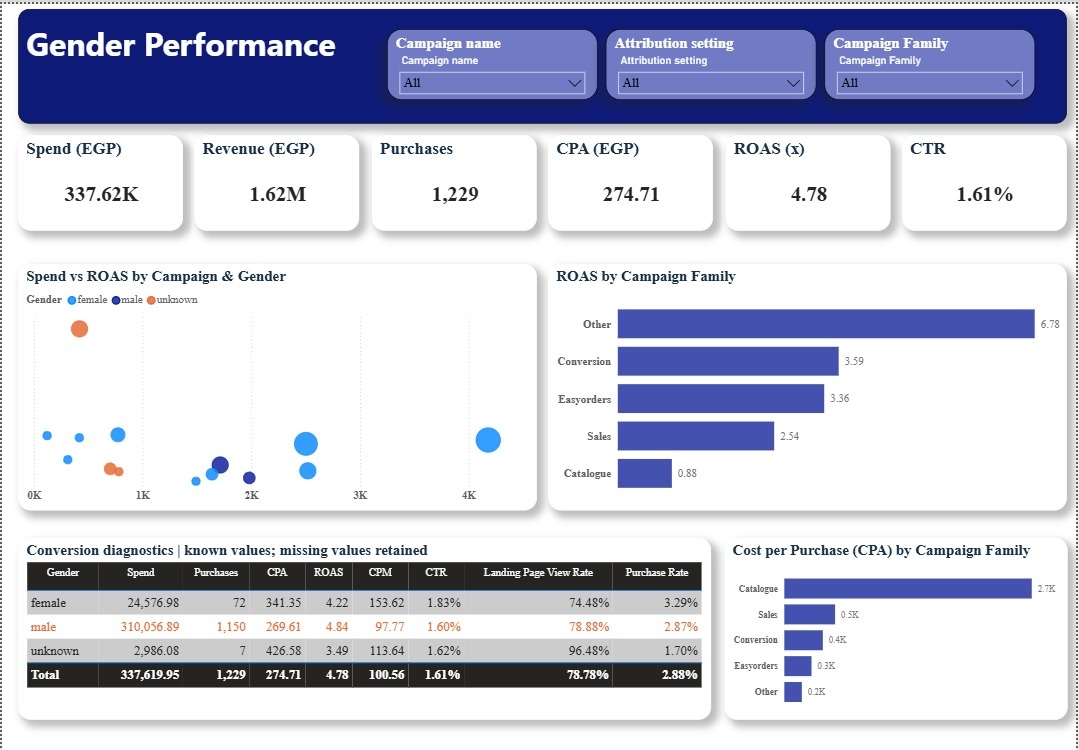 Gender Performance
Campaign name
Campaign name
All
Attribution setting
Attribution setting
All
Campaign Family
Campaign Family
All
Spend (EGP)
337.62K
Revenue (EGP)
1.62M
Purchases
1,229
CPA (EGP)
274.71
ROAS (x)
4.78
CTR
1.61%
Spend vs ROAS by Campaign & Gender
Gender female male unknown
0K 1K 2K 3K 4K
ROAS by Campaign Family
Other 6.78
Conversion 3.59
Easyorders 3.36
Sales 2.54
Catalogue 0.88
Conversion diagnostics | known values; missing values retained
Gender Spend Purchases CPA ROAS CPM CTR Landing Page View Rate Purchase Rate
female 24,576.98 72 341.35 4.22 153.62 1.83% 74.48% 3.29%
male 310,056.89 1,150 269.61 4.84 97.77 1.60% 78.88% 2.87%
unknown 2,986.08 7 426.58 3.49 113.64 1.62% 96.48% 1.70%
Total 337,619.95 1,229 274.71 4.78 100.56 1.61% 78.78% 2.88%
Cost per Purchase (CPA) by Campaign Family
Catalogue 2.7K
Sales 0.5K
Conversion 0.4K
Easyorders 0.3K
Other 0.2K